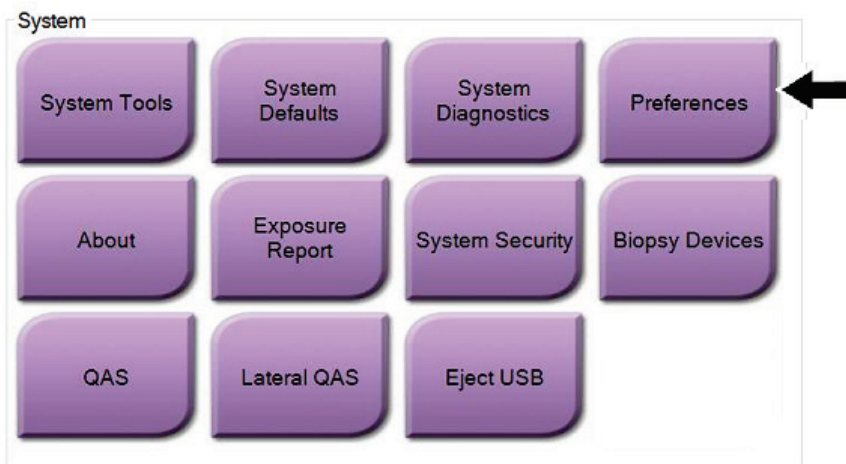 System
System Tools
System
Defaults
System
Diagnostics
Preferences
About
Exposure
Report
System Security
Biopsy Devices
QAS
Lateral QAS
Eject USB